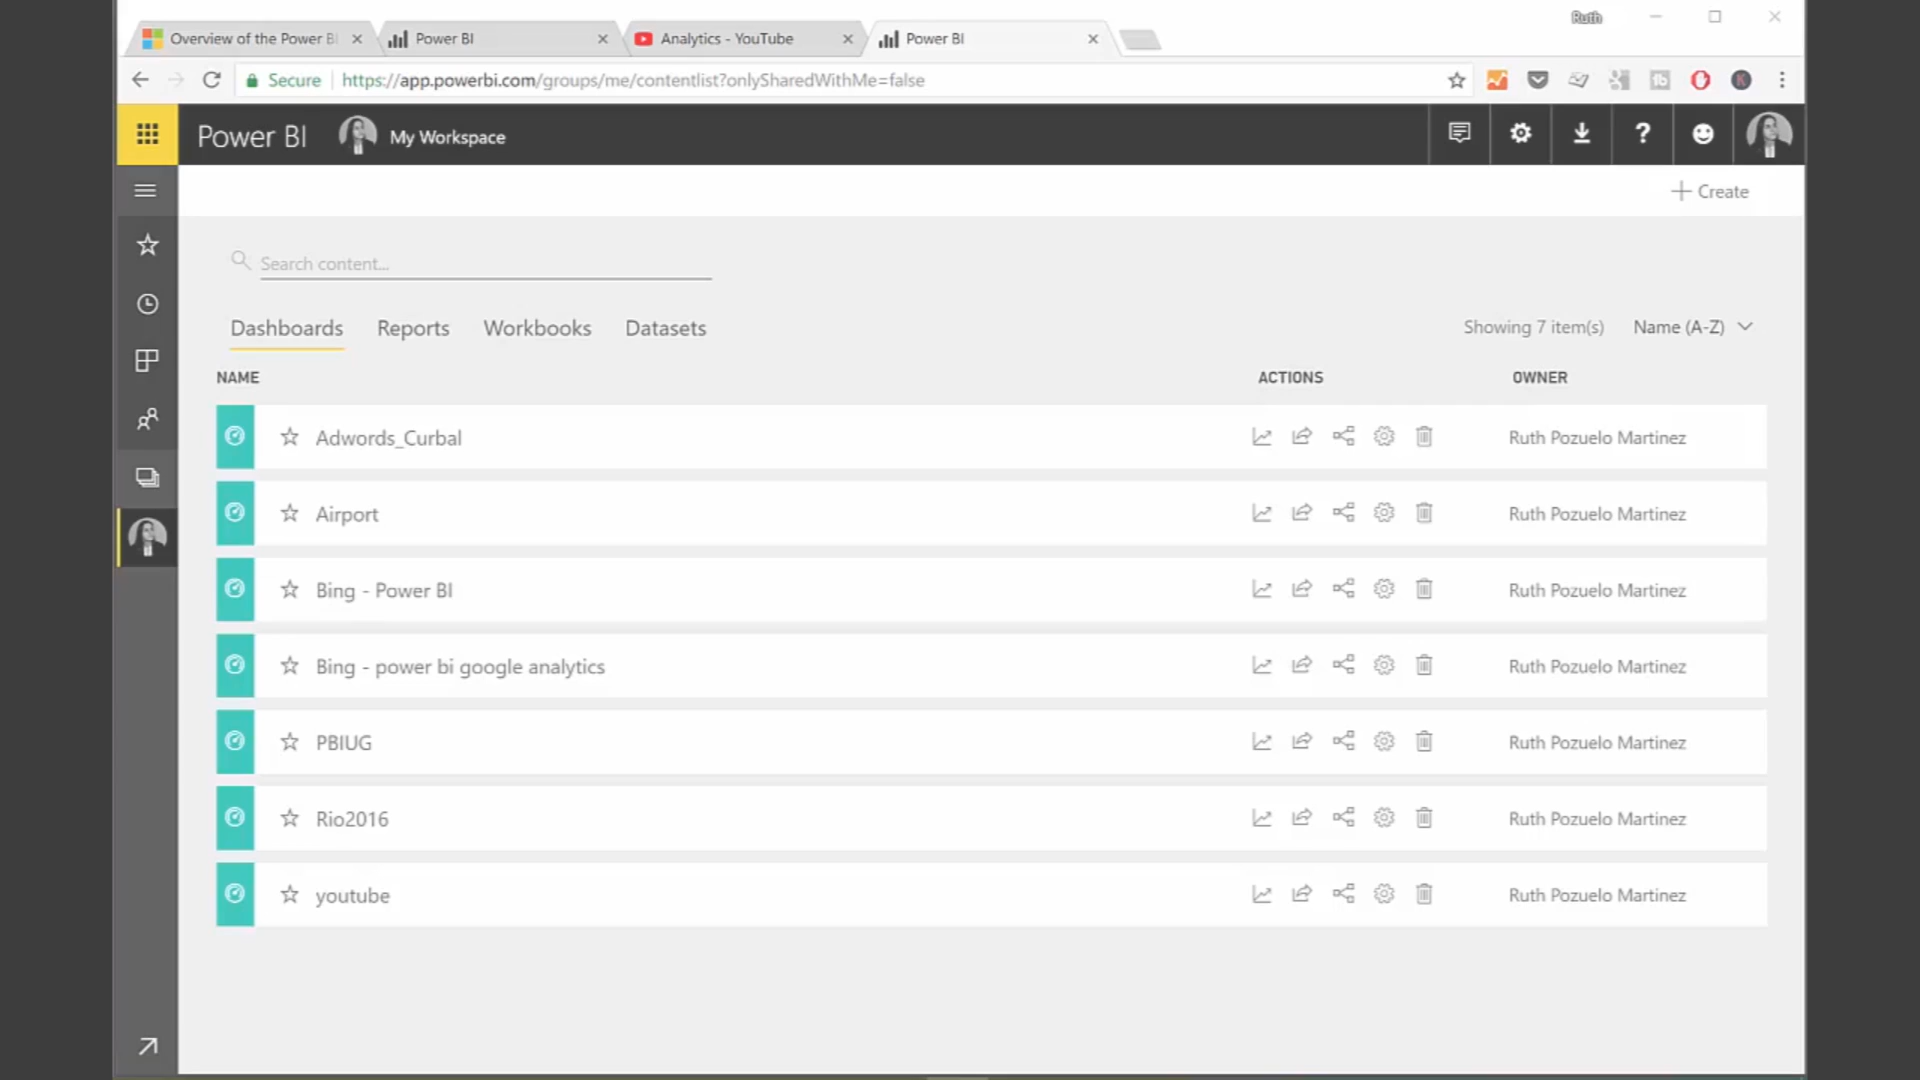 Ruth
Overview of the Power BI
Power BI
Analytics - YouTube
Power BI
Secure
https://app.powerbi.com/groups/me/contentlist?onlySharedWithMe=false
Power BI
My Workspace
?
Create
Search content...
Dashboards Reports Workbooks Datasets
Showing 7 item(s) Name (A-Z)
NAME ACTIONS OWNER
Adwords_Curbal Ruth Pozuelo Martinez
Airport Ruth Pozuelo Martinez
Bing - Power BI Ruth Pozuelo Martinez
Bing - power bi google analytics Ruth Pozuelo Martinez
PBIUG Ruth Pozuelo Martinez
Rio2016 Ruth Pozuelo Martinez
youtube Ruth Pozuelo Martinez